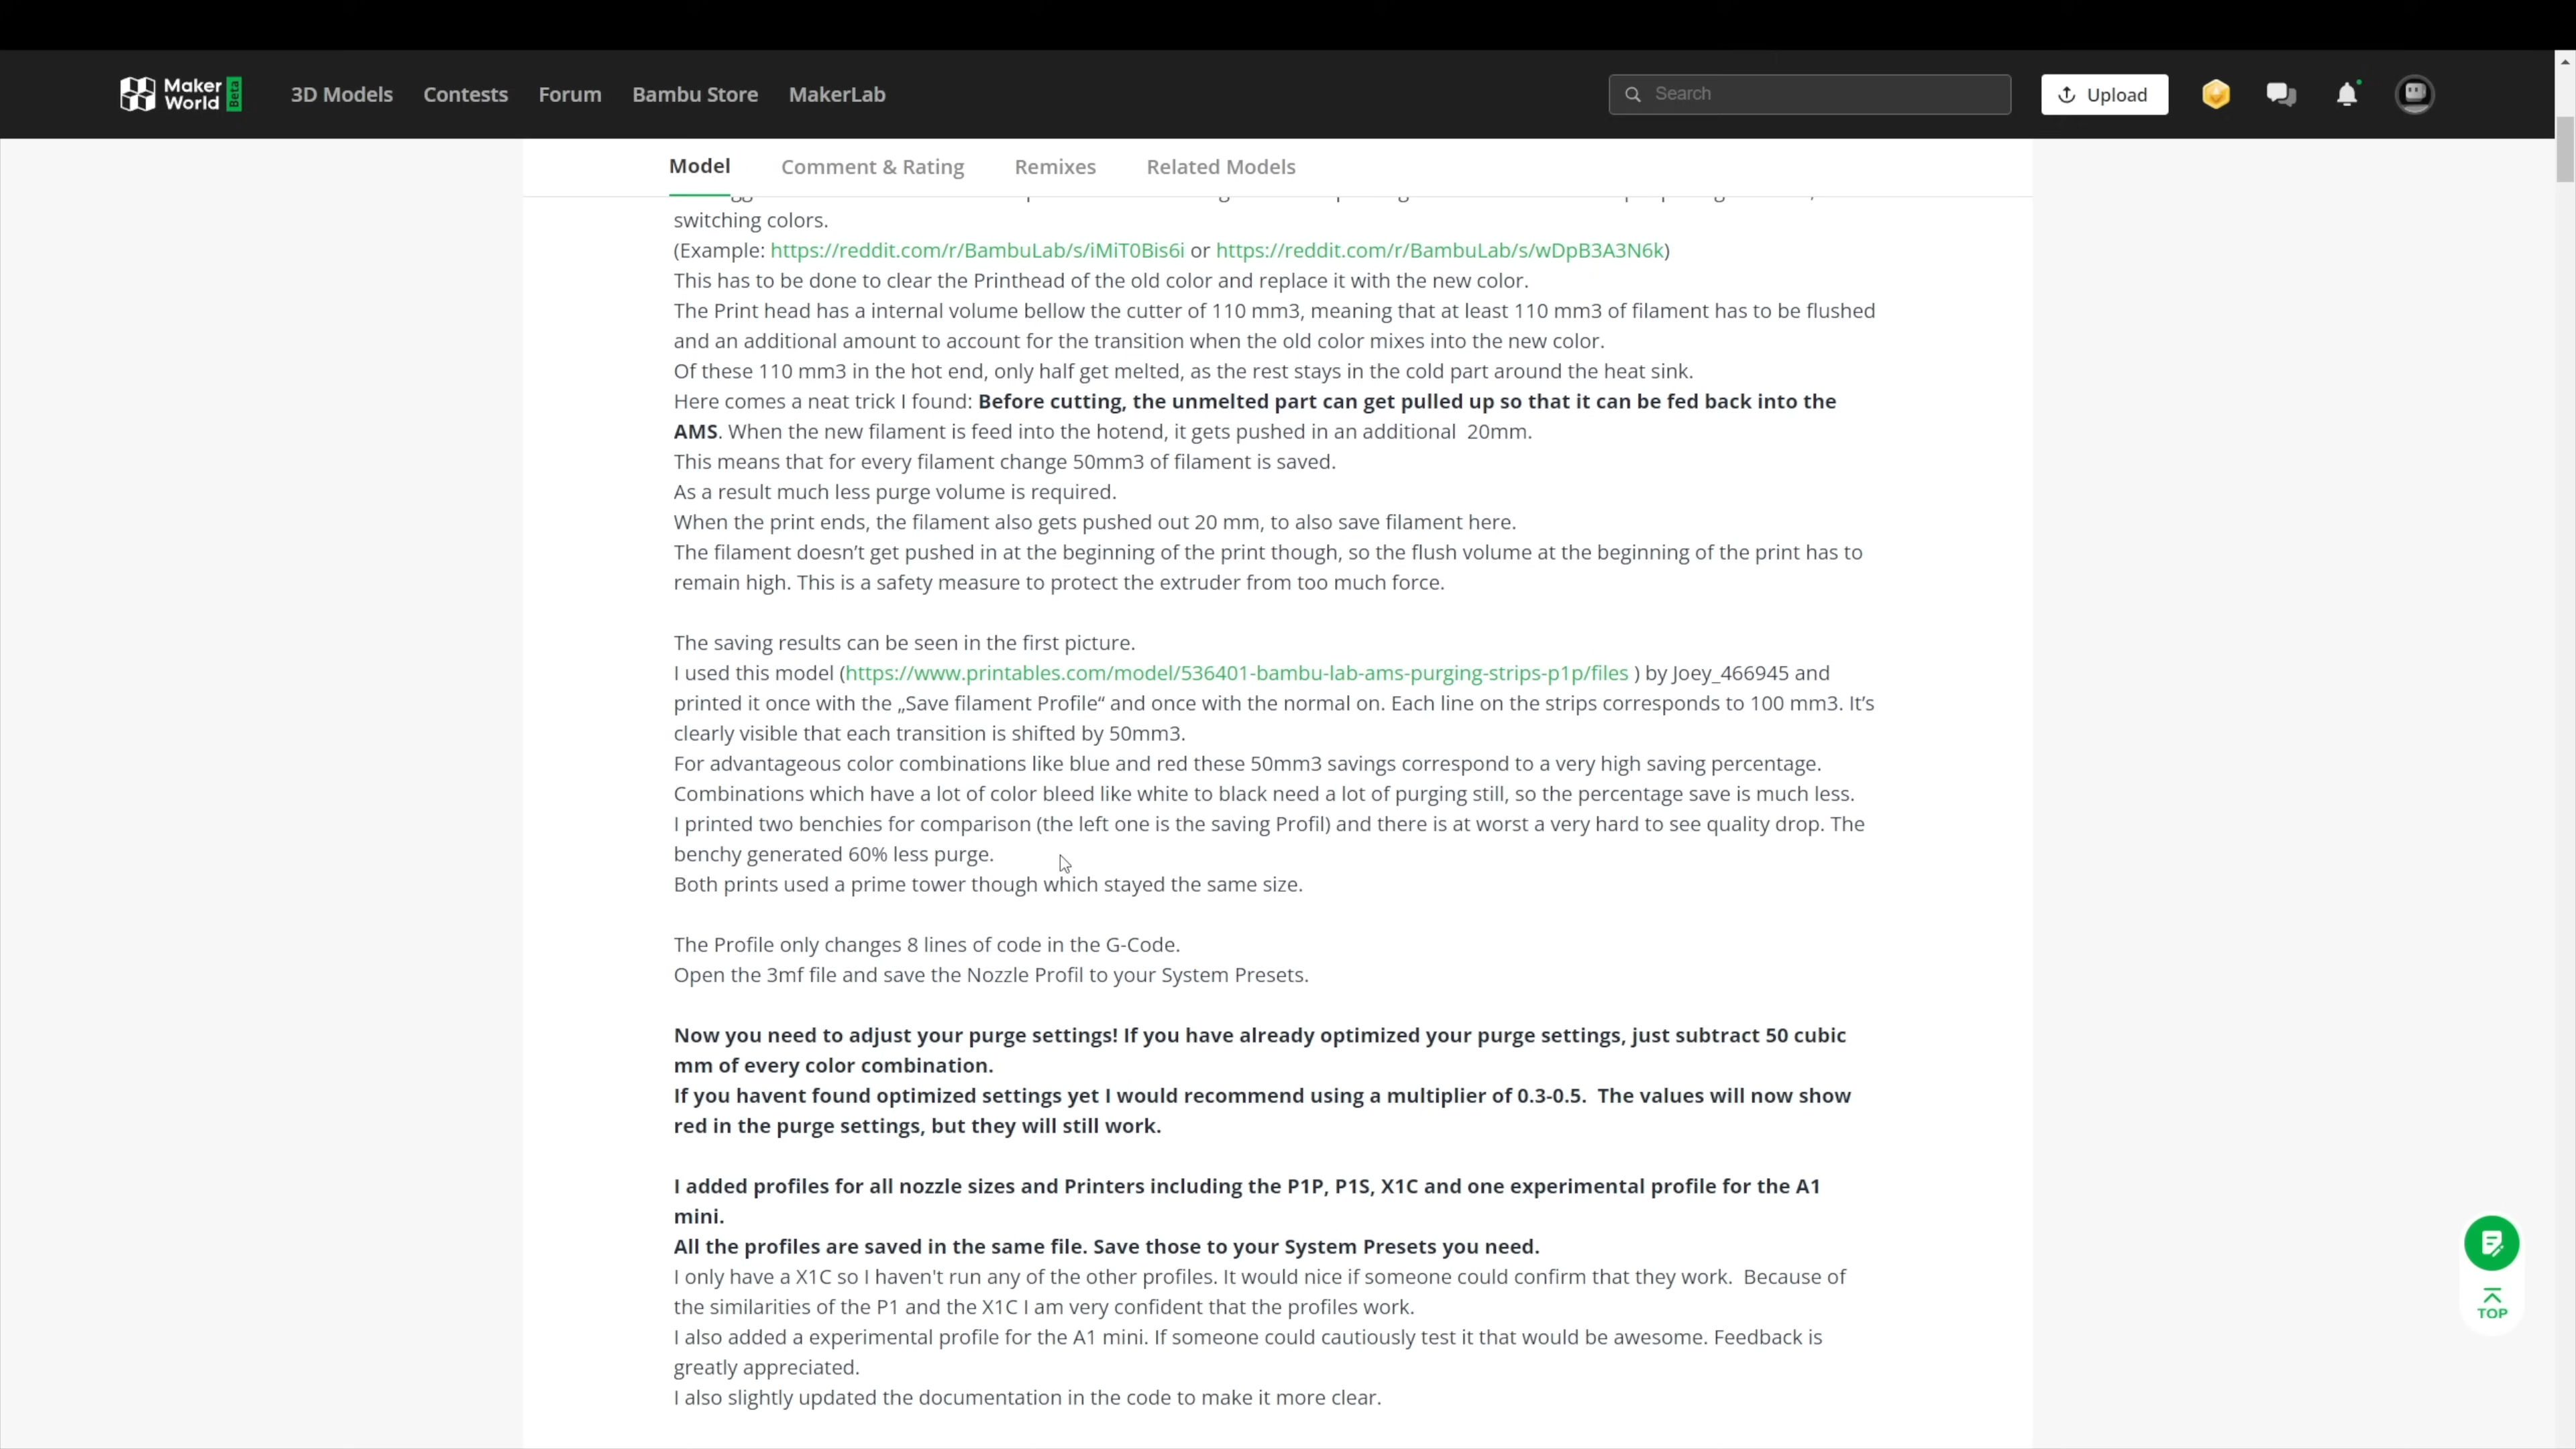 Maker World Beta
3D Models Contests Forum Bambu Store MakerLab Search Upload
Model Comment & Rating Remixes Related Models
switching colors.
(Example: https://reddit.com/r/BambuLab/s/iMiT0Bis6i or https://reddit.com/r/BambuLab/s/wDpB3A3N6k)
This has to be done to clear the Printhead of the old color and replace it with the new color.
The Print head has a internal volume bellow the cutter of 110 mm3, meaning that at least 110 mm3 of filament has to be flushed
and an additional amount to account for the transition when the old color mixes into the new color.
Of these 110 mm3 in the hot end, only half get melted, as the rest stays in the cold part around the heat sink.
Here comes a neat trick I found: Before cutting, the unmelted part can get pulled up so that it can be fed back into the
AMS. When the new filament is feed into the hotend, it gets pushed in an additional 20mm.
This means that for every filament change 50mm3 of filament is saved.
As a result much less purge volume is required.
When the print ends, the filament also gets pushed out 20 mm, to also save filament here.
The filament doesn’t get pushed in at the beginning of the print though, so the flush volume at the beginning of the print has to
remain high. This is a safety measure to protect the extruder from too much force.
The saving results can be seen in the first picture.
I used this model (https://www.printables.com/model/536401-bambu-lab-ams-purging-strips-p1p/files ) by Joey_466945 and
printed it once with the „Save filament Profile“ and once with the normal on. Each line on the strips corresponds to 100 mm3. It’s
clearly visible that each transition is shifted by 50mm3.
For advantageous color combinations like blue and red these 50mm3 savings correspond to a very high saving percentage.
Combinations which have a lot of color bleed like white to black need a lot of purging still, so the percentage save is much less.
I printed two benchies for comparison (the left one is the saving Profil) and there is at worst a very hard to see quality drop. The
benchy generated 60% less purge.
Both prints used a prime tower though which stayed the same size.
The Profile only changes 8 lines of code in the G-Code.
Open the 3mf file and save the Nozzle Profil to your System Presets.
Now you need to adjust your purge settings! If you have already optimized your purge settings, just subtract 50 cubic
mm of every color combination.
If you havent found optimized settings yet I would recommend using a multiplier of 0.3-0.5. The values will now show
red in the purge settings, but they will still work.
I added profiles for all nozzle sizes and Printers including the P1P, P1S, X1C and one experimental profile for the A1
mini.
All the profiles are saved in the same file. Save those to your System Presets you need.
I only have a X1C so I haven't run any of the other profiles. It would nice if someone could confirm that they work. Because of
the similarities of the P1 and the X1C I am very confident that the profiles work.
I also added a experimental profile for the A1 mini. If someone could cautiously test it that would be awesome. Feedback is
greatly appreciated.
I also slightly updated the documentation in the code to make it more clear.
TOP